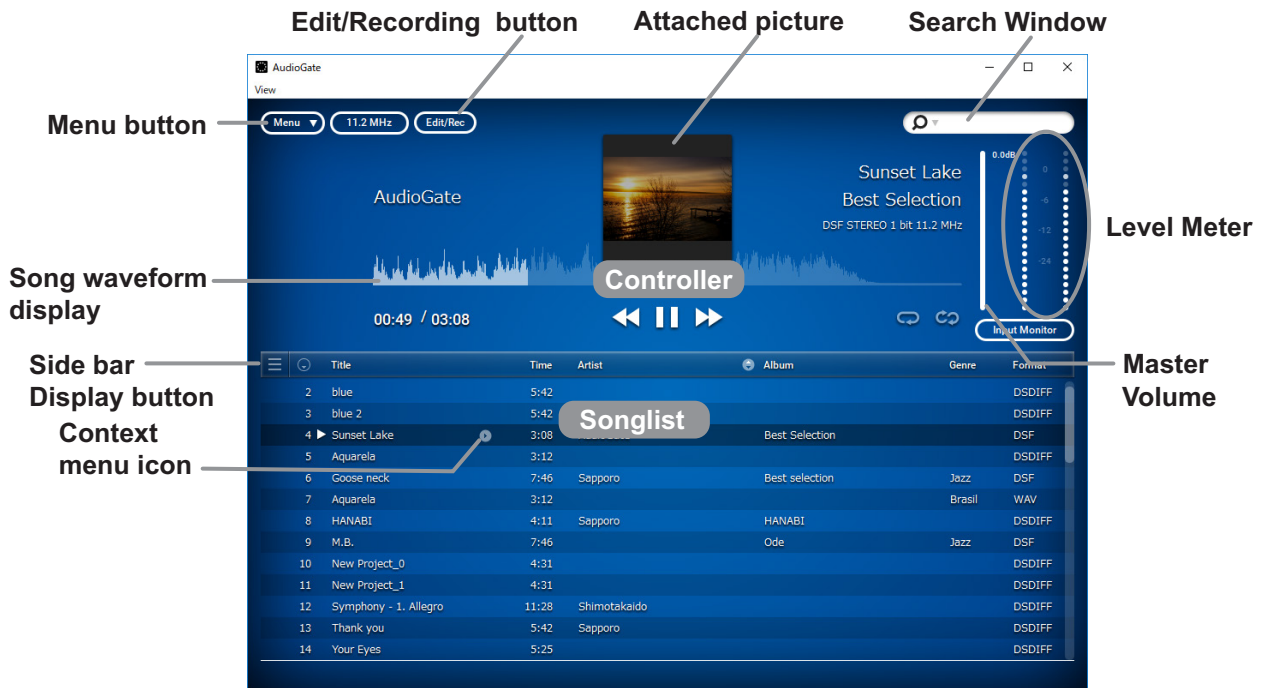 Edit/Recording button Attached picture Search Window
AudioGate
View
Menu button
Menu 11.2 MHz Edit/Rec
0.0dB
0
-6
-12
-24
Sunset Lake
AudioGate
Best Selection
DSF STEREO 1 bit 11.2 MHz
Level Meter
Song waveform
display
Controller
00:49 / 03:08
Input Monitor
Side bar
Display button
Master
Volume
Title Time Artist Album Genre Format
2 blue 5:42 DSDIFF
3 blue 2 5:42 DSDIFF
Songlist
Context
menu icon
4 Sunset Lake 3:08 Best Selection DSF
5 Aquarela 3:12 DSDIFF
6 Goose neck 7:46 Sapporo Best selection Jazz DSF
7 Aquarela 3:12 Brasil WAV
8 HANABI 4:11 Sapporo HANABI DSDIFF
9 M.B. 7:46 Ode Jazz DSF
10 New Project_0 4:31 DSDIFF
11 New Project_1 4:31 DSDIFF
12 Symphony - 1. Allegro 11:28 Shimotakaido DSDIFF
13 Thank you 5:42 Sapporo DSDIFF
14 Your Eyes 5:25 DSDIFF